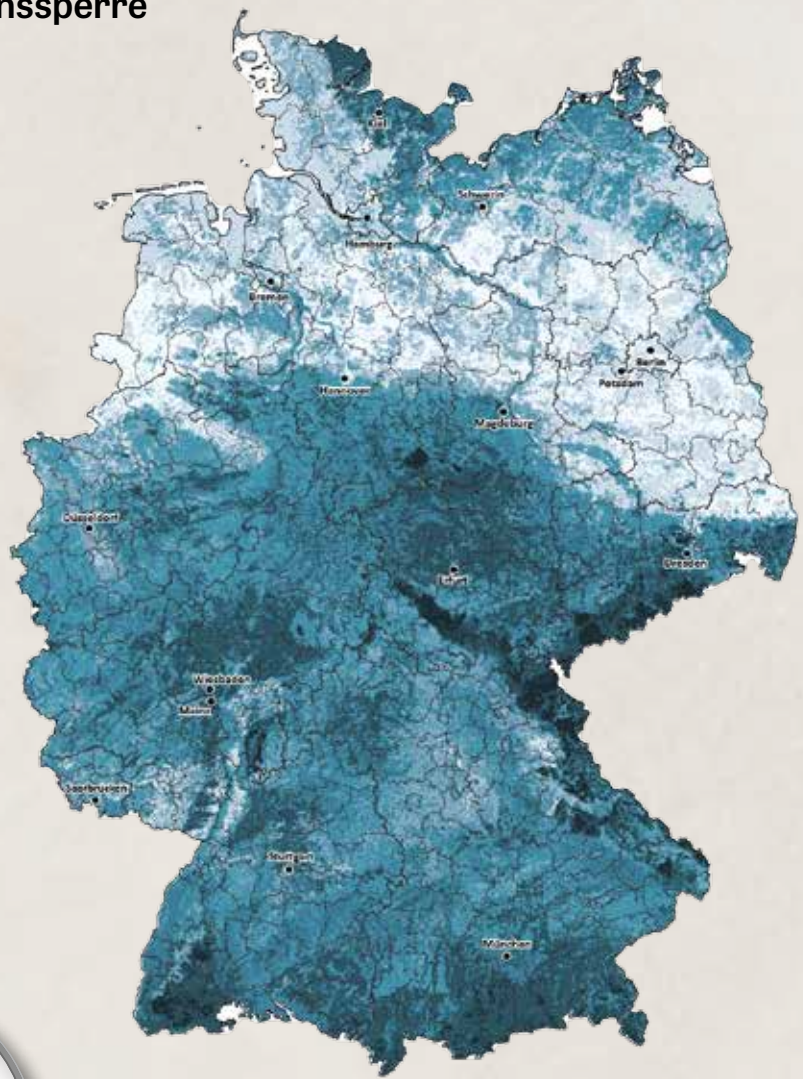 nssperre
Kiel
Schwerin
Hamburg
Bremen
Berlin
Potsdam
Hannover
Magdeburg
Düsseldorf
Dresden
Erfurt
Wiesbaden
Mainz
Saarbrücken
Stuttgart
München